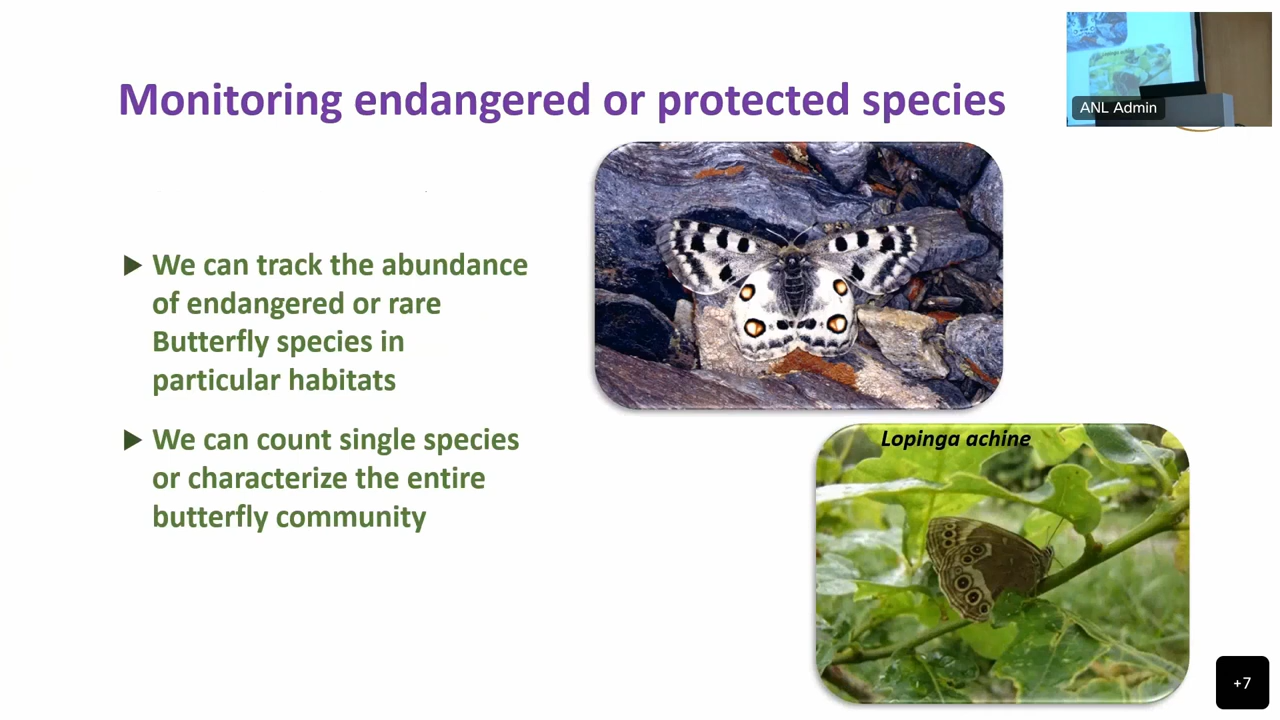 Monitoring endangered or protected species
ANL Admin
▶ We can track the abundance
of endangered or rare
Butterfly species in
particular habitats
▶ We can count single species
or characterize the entire
butterfly community
Lopinga achine
+7